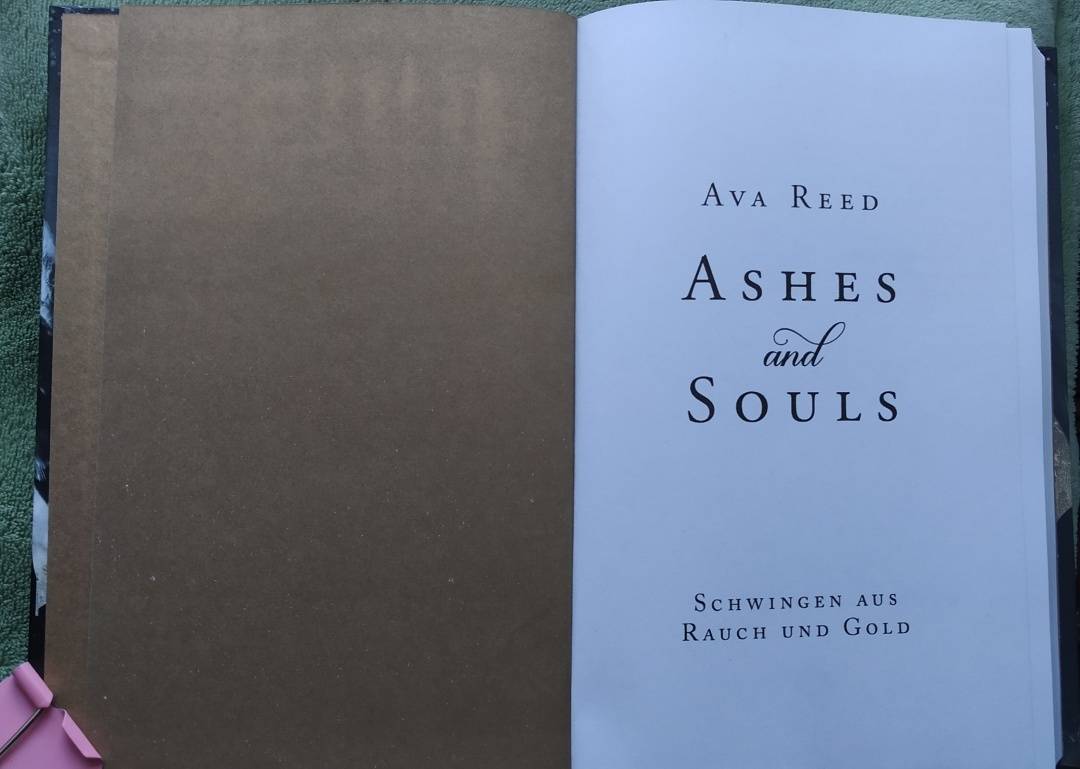 Ava Reed
Ashes
and
Souls
Schwingen aus
Rauch und Gold